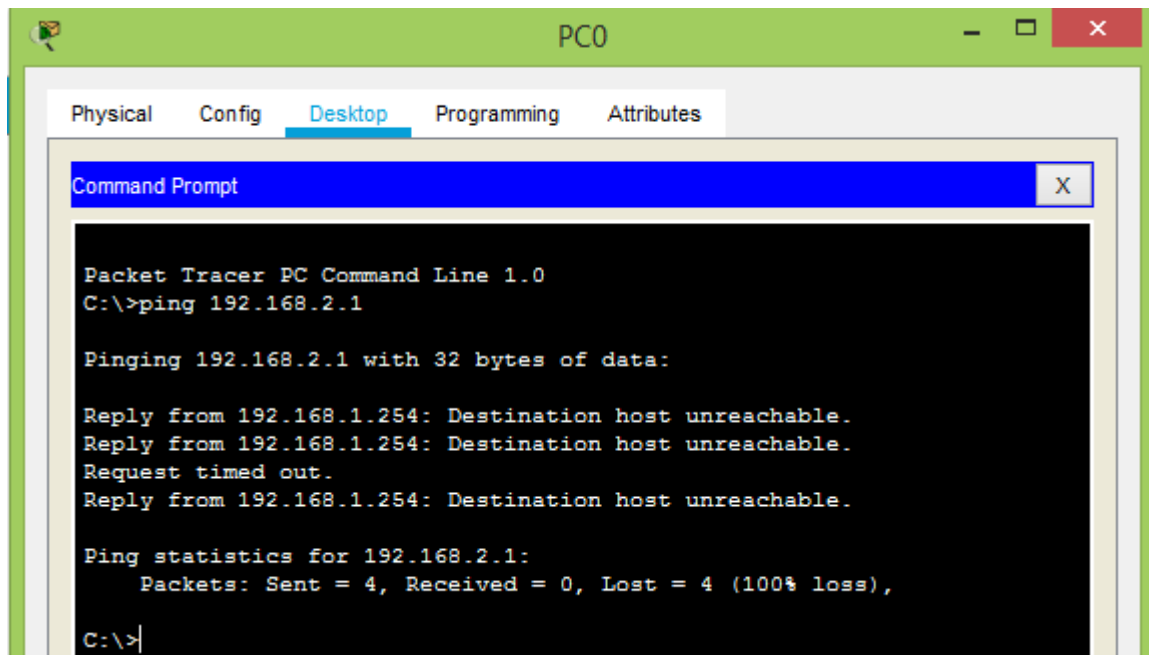 PC0
Physical Config Desktop Programming Attributes
Command Prompt X
Packet Tracer PC Command Line 1.0
C:\>ping 192.168.2.1
Pinging 192.168.2.1 with 32 bytes of data:
Reply from 192.168.1.254: Destination host unreachable.
Reply from 192.168.1.254: Destination host unreachable.
Request timed out.
Reply from 192.168.1.254: Destination host unreachable.
Ping statistics for 192.168.2.1:
    Packets: Sent = 4, Received = 0, Lost = 4 (100% loss),
C:\>